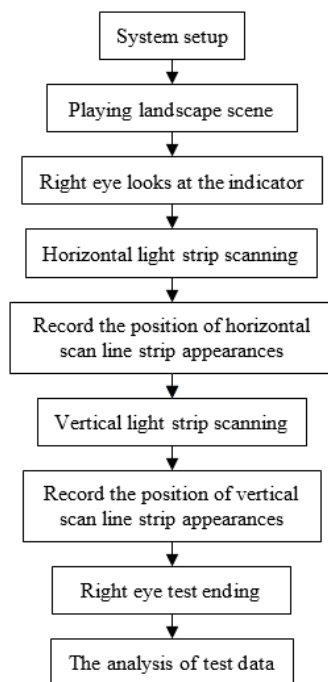 System setup
Playing landscape scene
Right eye looks at the indicator
Horizontal light strip scanning
Record the position of horizontal
scan line strip appearances
Vertical light strip scanning
Record the position of vertical
scan line strip appearances
Right eye test ending
The analysis of test data